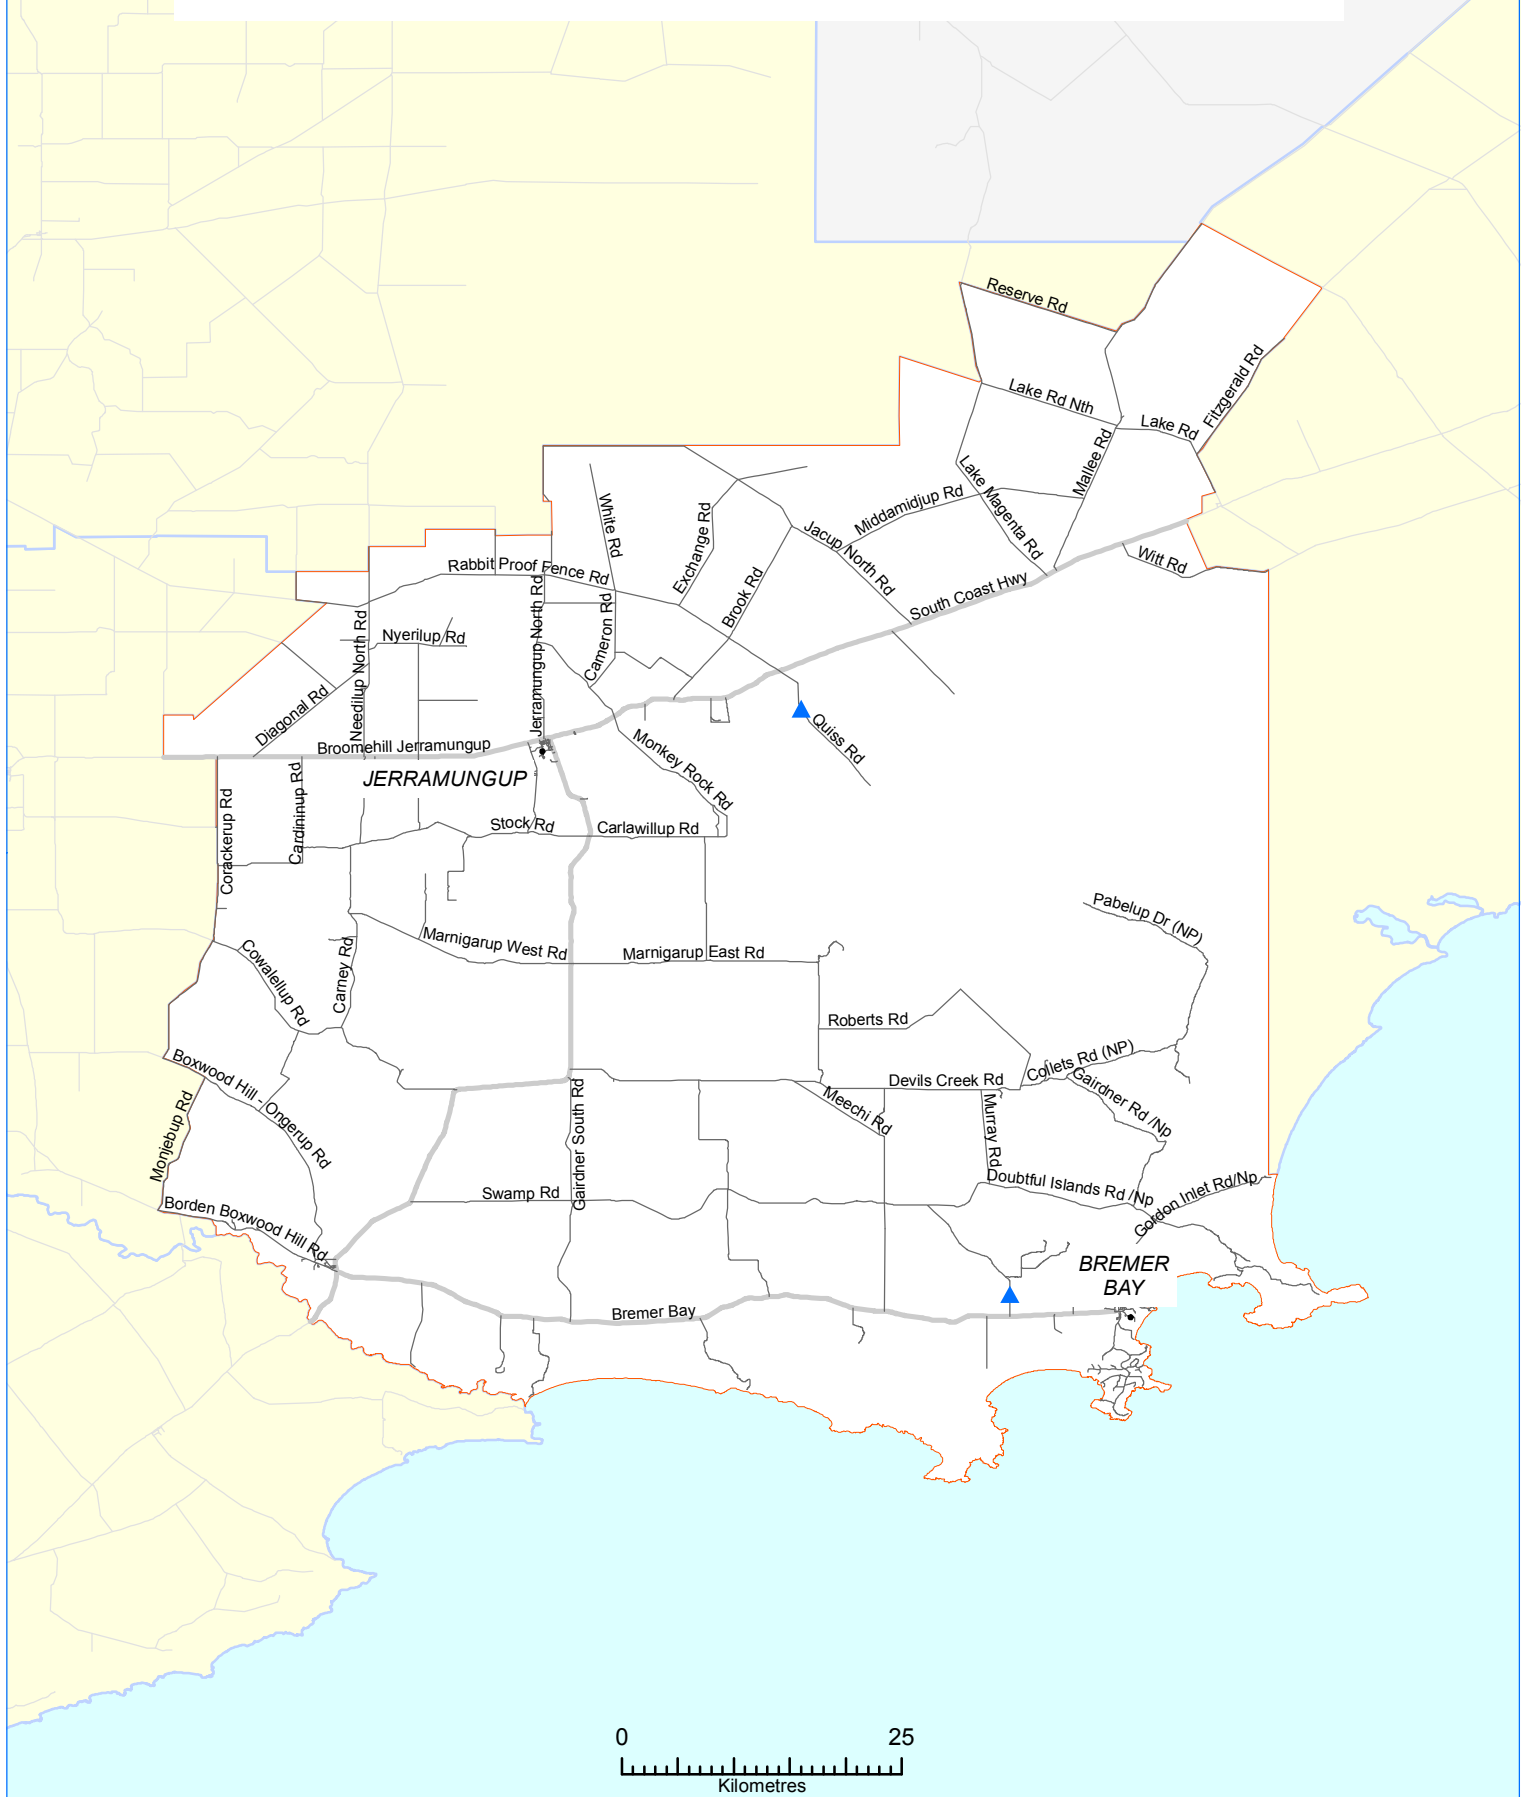 Reserve Rd
Fitzgerald Rd
Lake Rd Nth
Lake Rd
Mallee Rd
Lake Magenta Rd
Middamidjup Rd
White Rd
Exchange Rd
Jacup North Rd
Witt Rd
Rabbit Proof Fence Rd
Brook Rd
South Coast Hwy
Jerramungup North Rd
Cameron Rd
Needilup North Rd
Nyerilup Rd
Diagonal Rd
Broomehill Jerramungup
Quiss Rd
Monkey Rock Rd
JERRAMUNGUP
Cardininup Rd
Corackerup Rd
Stock Rd
Carlawillup Rd
Pabelup Dr (NP)
Marnigarup West Rd
Marnigarup East Rd
Cowalellup Rd
Carney Rd
Roberts Rd
Boxwood Hill - Ongerup Rd
Collets Rd (NP)
Devils Creek Rd
Gairdner Rd /Np
Meechi Rd
Murray Rd
Monjebup Rd
Gairdner South Rd
Doubtful Islands Rd /Np
Gordon Inlet Rd/Np
Swamp Rd
Borden Boxwood Hill Rd
BREMER
BAY
Bremer Bay
0 25
Kilometres